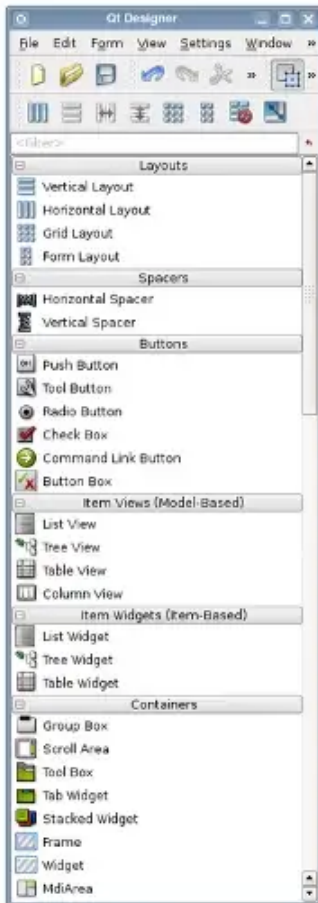 Qt Designer
File Edit Form View Settings Window »
»
»
<filter>
Layouts
Vertical Layout
Horizontal Layout
Grid Layout
Form Layout
Spacers
Horizontal Spacer
Vertical Spacer
Buttons
OK
Push Button
Tool Button
Radio Button
Check Box
Command Link Button
Button Box
Item Views (Model-Based)
List View
Tree View
Table View
Column View
Item Widgets (Item-Based)
List Widget
Tree Widget
Table Widget
Containers
Group Box
Scroll Area
Tool Box
Tab Widget
Stacked Widget
Frame
Widget
MdiArea